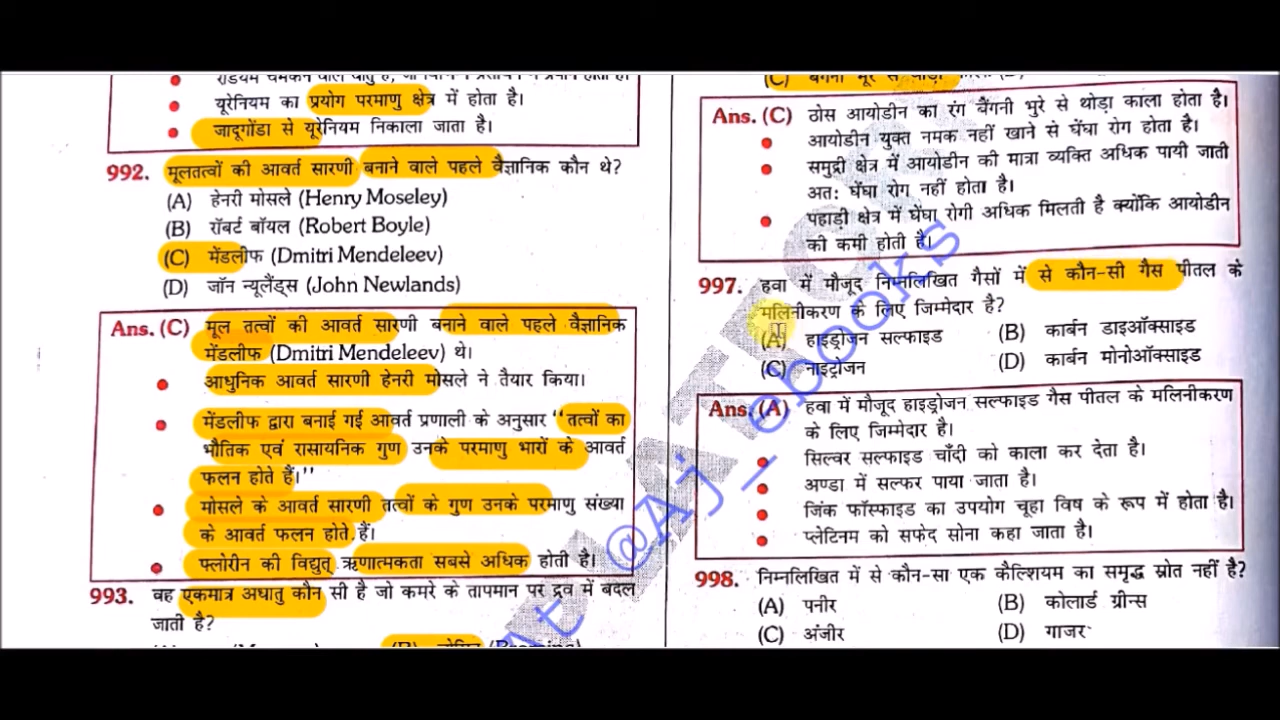 यूरेनियम का प्रयोग परमाणु क्षेत्र में होता है।
जादूगोंडा से यूरेनियम निकाला जाता है।
992. मूलतत्वों की आवर्त सारणी बनाने वाले पहले वैज्ञानिक कौन थे?
(A) हेनरी मोसले (Henry Moseley)
(B) रॉबर्ट बॉयल (Robert Boyle)
(C) मेंडलीफ (Dmitri Mendeleev)
(D) जॉन न्यूलैंड्स (John Newlands)
Ans. (C) मूल तत्वों की आवर्त सारणी बनाने वाले पहले वैज्ञानिक
मेंडलीफ (Dmitri Mendeleev) थे।
आधुनिक आवर्त सारणी हेनरी मोसले ने तैयार किया।
मेंडलीफ द्वारा बनाई गई आवर्त प्रणाली के अनुसार "तत्वों का
भौतिक एवं रासायनिक गुण उनके परमाणु भारों के आवर्त
फलन होते हैं।"
मोसले के आवर्त सारणी तत्वों के गुण उनके परमाणु संख्या
के आवर्त फलन होते हैं।
फ्लोरीन की विद्युत् ऋणात्मकता सबसे अधिक होती है।
993. वह एकमात्र अधातु कौन सी है जो कमरे के तापमान पर द्रव में बदल
जाती है?
Ans. (C) ठोस आयोडीन का रंग बैंगनी भुरे से थोड़ा काला होता है।
आयोडीन युक्त नमक नहीं खाने से घेंघा रोग होता है।
समुद्री क्षेत्र में आयोडीन की मात्रा व्यक्ति अधिक पायी जाती
अतः घेंघा रोग नहीं होता है।
पहाड़ी क्षेत्र में घेंघा रोगी अधिक मिलती है क्योंकि आयोडीन
की कमी होती है।
997. हवा में मौजूद निम्नलिखित गैसों में से कौन-सी गैस पीतल के
मलिनीकरण के लिए जिम्मेदार है?
(A) हाइड्रोजन सल्फाइड (B) कार्बन डाइऑक्साइड
(C) नाइट्रोजन (D) कार्बन मोनोऑक्साइड
Ans. (A) हवा में मौजूद हाइड्रोजन सल्फाइड गैस पीतल के मलिनीकरण
के लिए जिम्मेदार है।
सिल्वर सल्फाइड चाँदी को काला कर देता है।
अण्डा में सल्फर पाया जाता है।
जिंक फॉस्फाइड का उपयोग चूहा विष के रूप में होता है।
प्लेटिनम को सफेद सोना कहा जाता है।
998. निम्नलिखित में से कौन-सा एक कैल्शियम का समृद्ध स्रोत नहीं है?
(A) पनीर (B) कोलार्ड ग्रीन्स
(C) अंजीर (D) गाजर
@Aj_ebooks